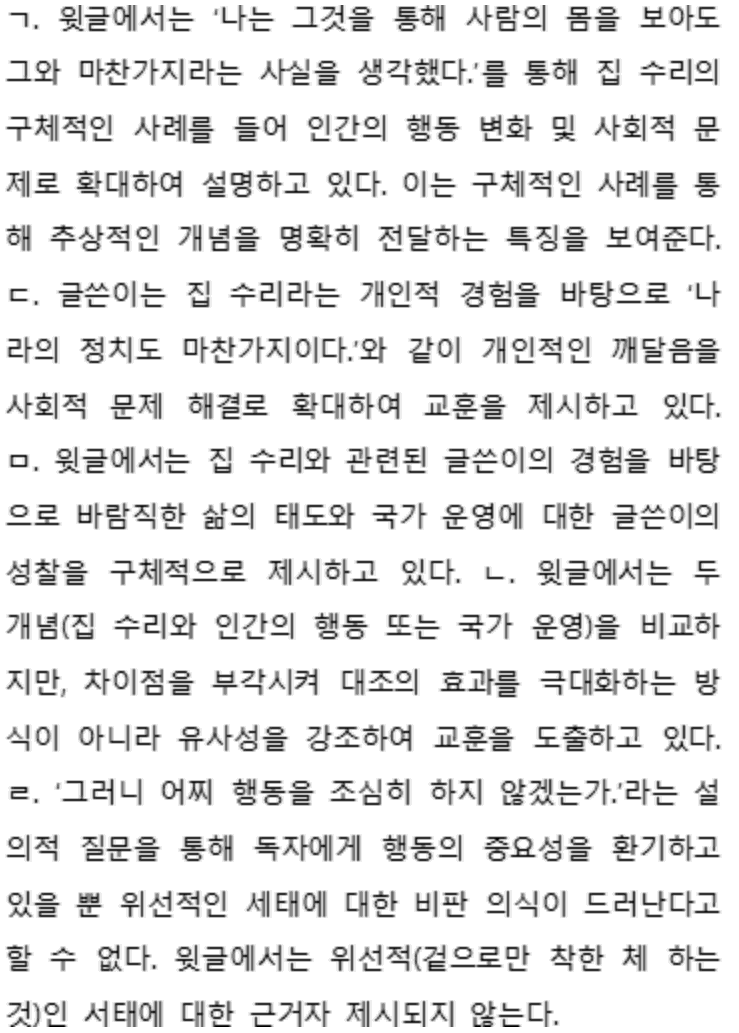 ㄱ. 윗글에서는 ‘나는 그것을 통해 사람의 몸을 보아도
그와 마찬가지라는 사실을 생각했다.’를 통해 집 수리의
구체적인 사례를 들어 인간의 행동 변화 및 사회적 문
제로 확대하여 설명하고 있다. 이는 구체적인 사례를 통
해 추상적인 개념을 명확히 전달하는 특징을 보여준다.
ㄷ. 글쓴이는 집 수리라는 개인적 경험을 바탕으로 ‘나
라의 정치도 마찬가지이다.’와 같이 개인적인 깨달음을
사회적 문제 해결로 확대하여 교훈을 제시하고 있다.
ㅁ. 윗글에서는 집 수리와 관련된 글쓴이의 경험을 바탕
으로 바람직한 삶의 태도와 국가 운영에 대한 글쓴이의
성찰을 구체적으로 제시하고 있다. ㄴ. 윗글에서는 두
개념(집 수리와 인간의 행동 또는 국가 운영)을 비교하
지만, 차이점을 부각시켜 대조의 효과를 극대화하는 방
식이 아니라 유사성을 강조하여 교훈을 도출하고 있다.
ㄹ. ‘그러니 어찌 행동을 조심히 하지 않겠는가.’라는 설
의적 질문을 통해 독자에게 행동의 중요성을 환기하고
있을 뿐 위선적인 세태에 대한 비판 의식이 드러난다고
할 수 없다. 윗글에서는 위선적(겉으로만 착한 체 하는
것)인 서태에 대한 근거자 제시되지 않는다.